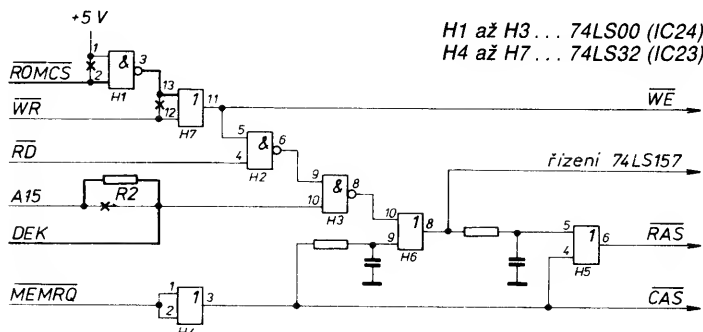 +5 V
H1 až H3 ... 74LS00 (IC24)
H4 až H7 ... 74LS32 (IC23)
1
&
3
ROMCS
2
H1
13
1
11
WE
WR
12
H7
5
&
6
RD
4
H2
řízení 74LS157
9
&
8
A15
R2
10
H3
10
1
8
5
1
6
RAS
DEK
9
H6
4
H5
MEMRQ
1
1
3
2
CAS
H4